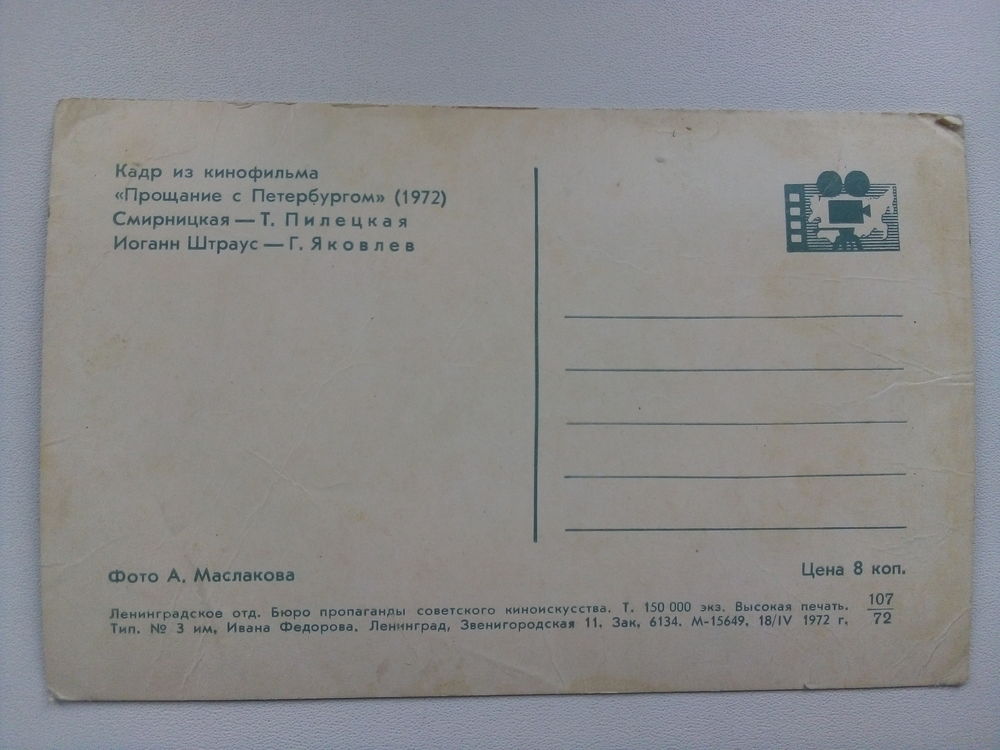 Кадр из кинофильма
«Прощание с Петербургом» (1972)
Смирницкая — Т. Пилецкая
Иоганн Штраус — Г. Яковлев
Фото А. Маслакова
Цена 8 коп.
Ленинградское отд. Бюро пропаганды советского киноискусства. Т. 150 000 экз. Высокая печать.
Тип. № 3 им. Ивана Федорова. Ленинград, Звенигородская 11. Зак. 6134. М-15649. 18/IV 1972 г.
107
72